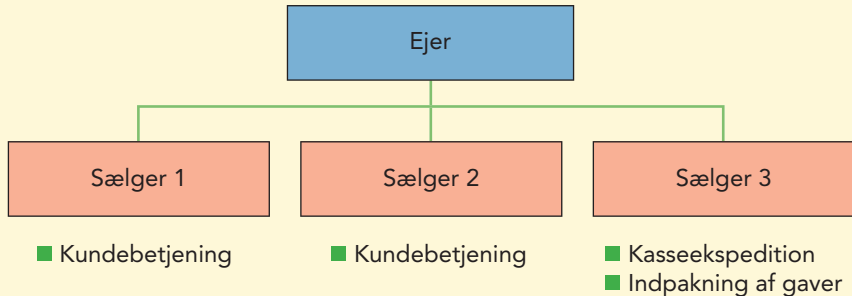 Ejer
Sælger 1
Sælger 2
Sælger 3
Kundebetjening
Kundebetjening
Kasseekspedition
Indpakning af gaver